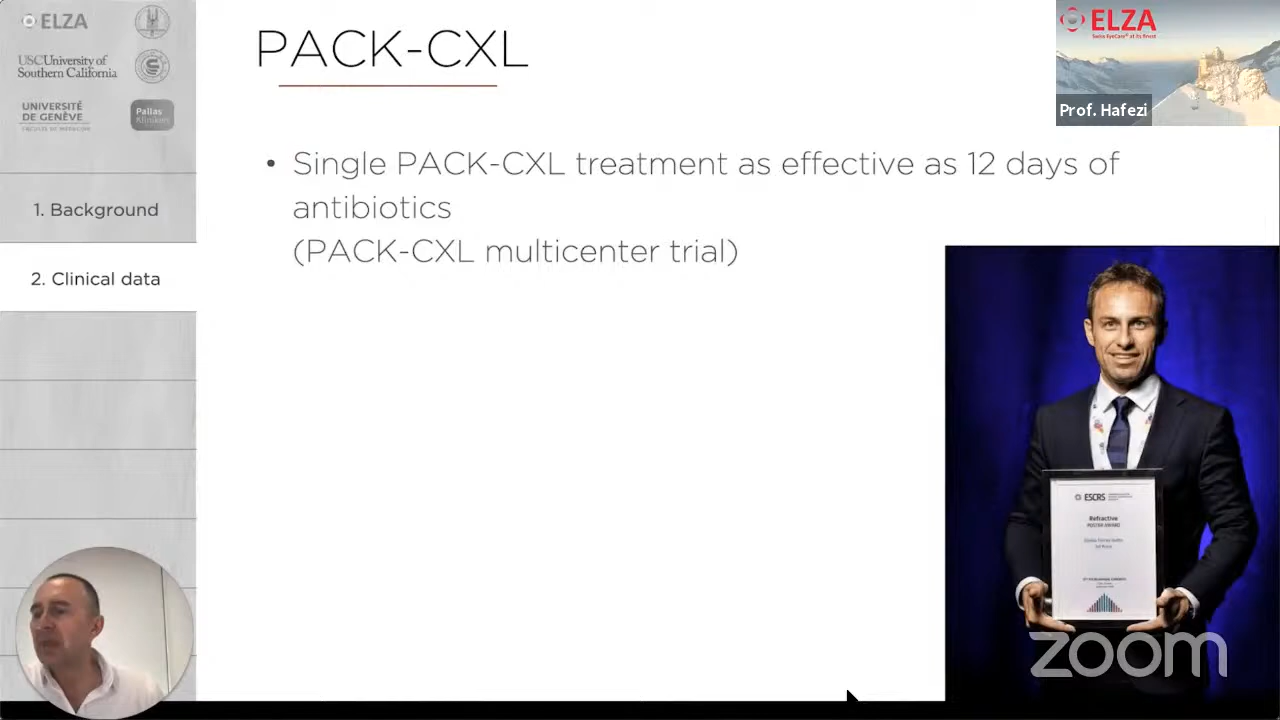 ELZA
USC University of
Southern California
UNIVERSITÉ
DE GENÈVE
FACULTÉ DE MÉDECINE
Pallas
Kliniken
1. Background
2. Clinical data
PACK-CXL
• Single PACK-CXL treatment as effective as 12 days of
antibiotics
(PACK-CXL multicenter trial)
ELZA
Swiss EyeCare® at its finest
Prof. Hafezi
ESCRS
Refractive
POSTER AWARD
zoom